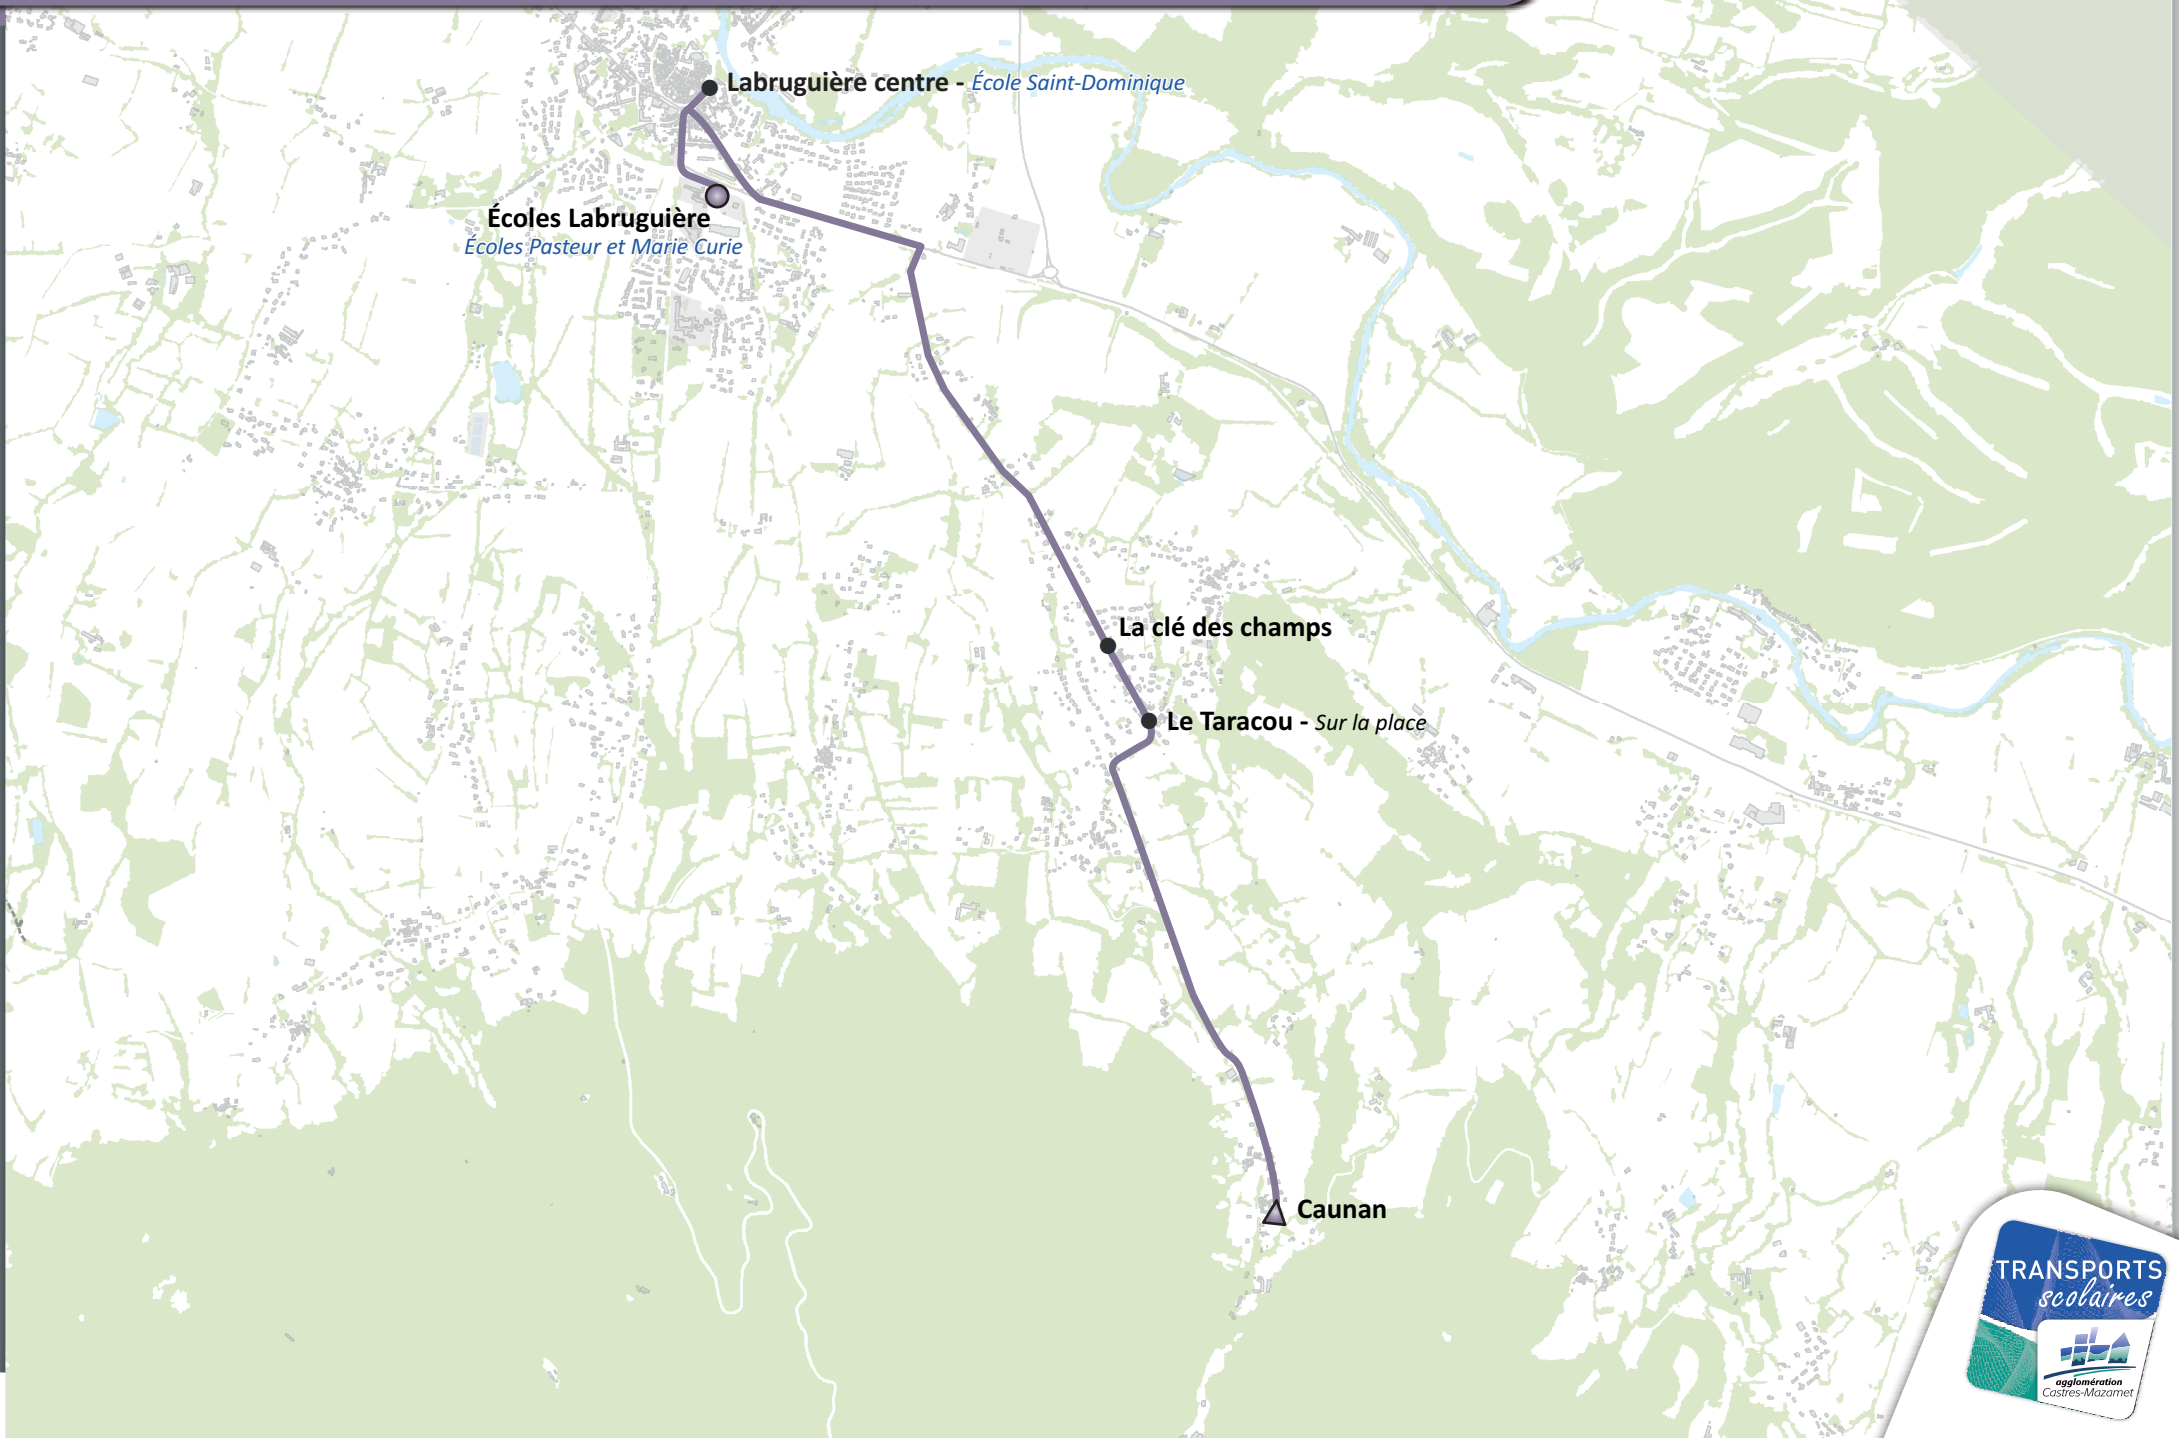 Labruguière centre - École Saint-Dominique
Écoles Labruguière
Écoles Pasteur et Marie Curie
La clé des champs
Le Taracou - Sur la place
Caunan
TRANSPORTS
scolaires
agglomération
Castres-Mazamet